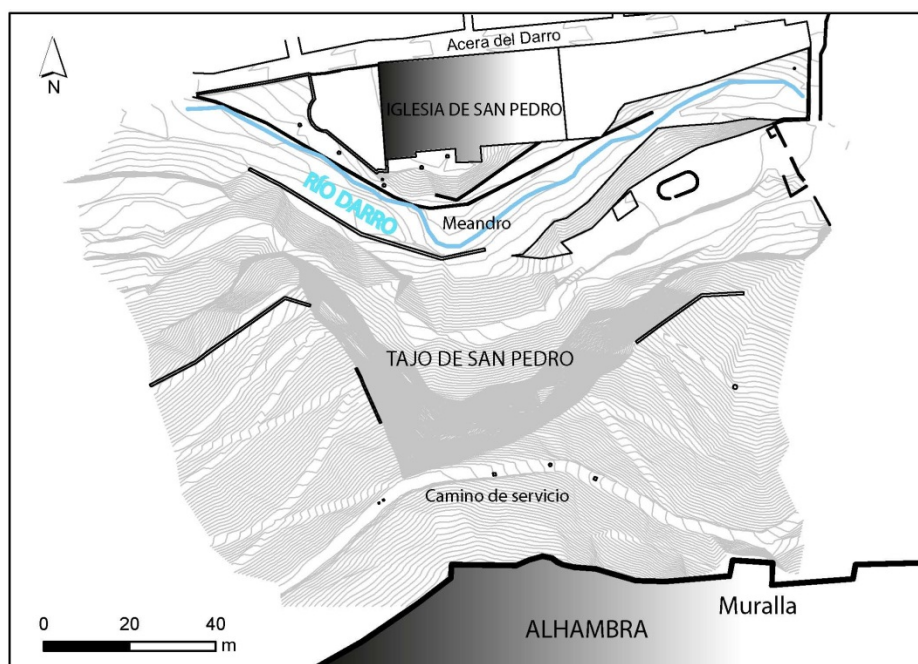 Acera del Darro
N
IGLESIA DE SAN PEDRO
RÍO DARRO
Meandro
TAJO DE SAN PEDRO
Camino de servicio
0 20 40
m
Muralla
ALHAMBRA